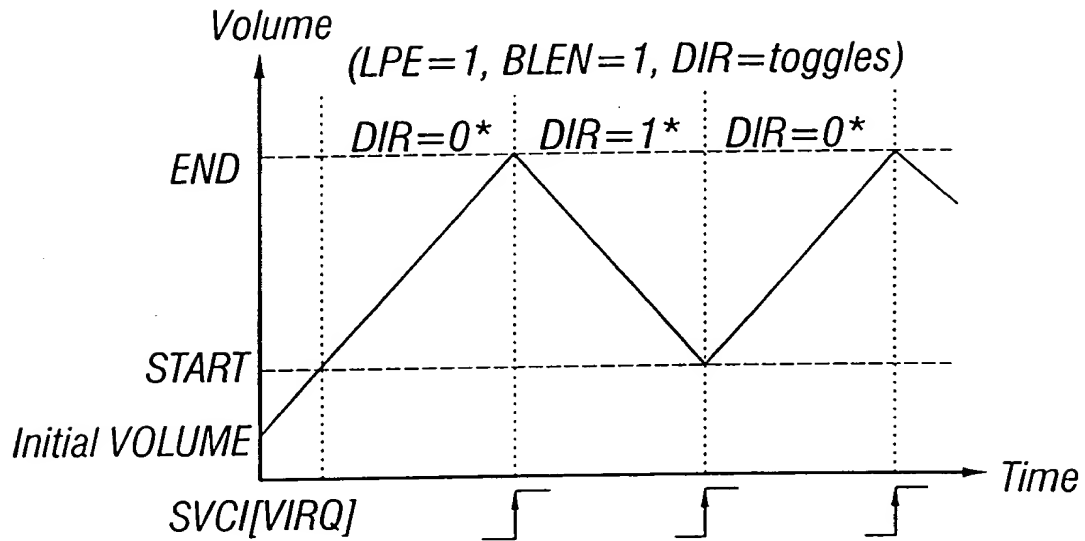 Volume
(LPE=1, BLEN=1, DIR=toggles)
DIR=0* DIR=1* DIR=0*
END
START
Initial VOLUME
Time
SVCI[VIRQ]